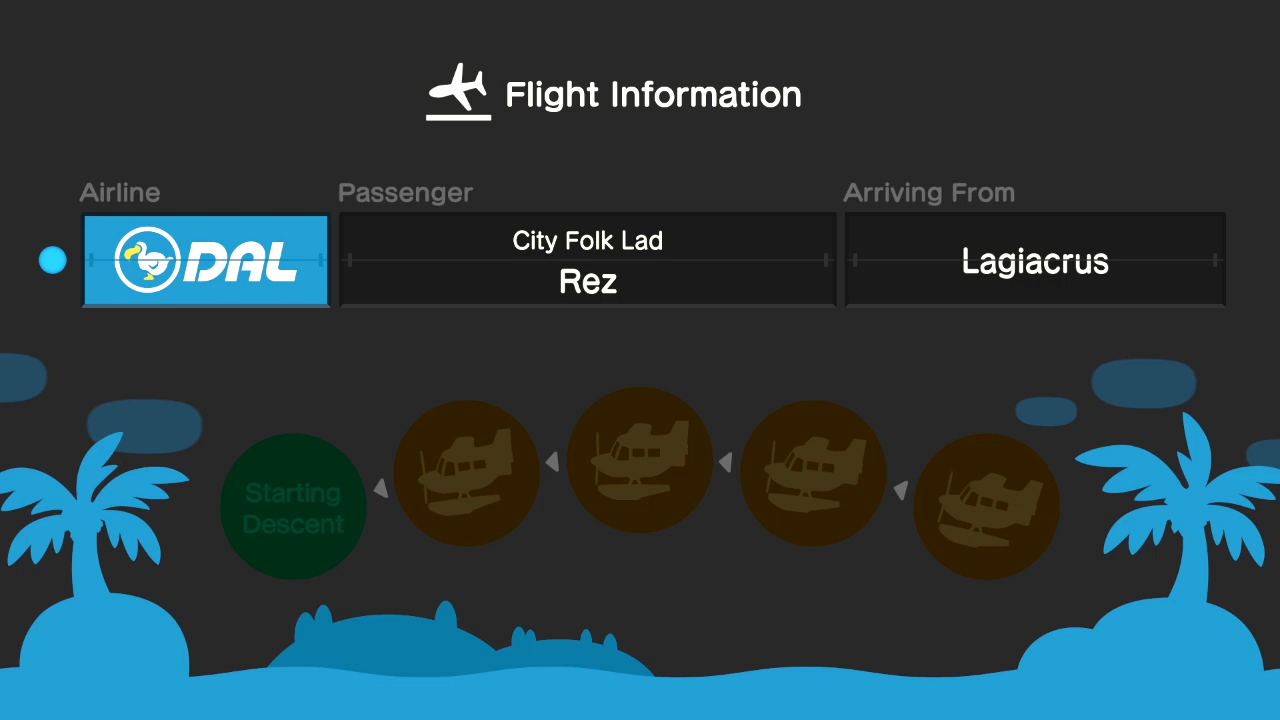 Flight Information
Airline
Passenger
Arriving From
DAL
City Folk Lad
Rez
Lagiacrus
Starting
Descent